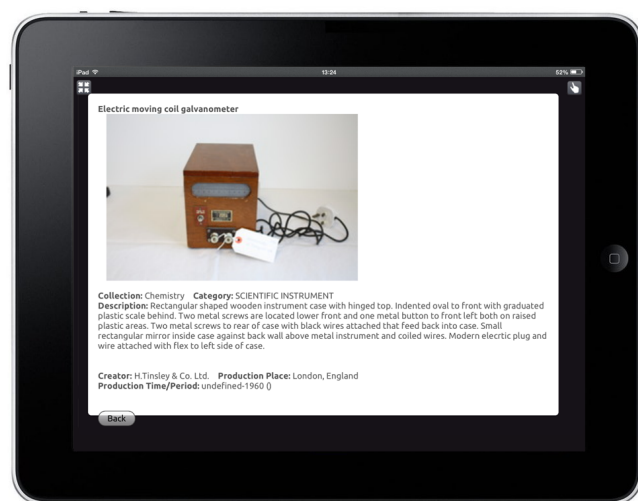 iPad
13:24
52%
Electric moving coil galvanometer
Collection: Chemistry Category: SCIENTIFIC INSTRUMENT
Description: Rectangular shaped wooden instrument case with hinged top. Indented oval to front with graduated
plastic scale behind. Two metal screws are located lower front and one metal button to front left both on raised
plastic areas. Two metal screws to rear of case with black wires attached that feed back into case. Small
rectangular mirror inside case against back wall above metal instrument and coiled wires. Modern elecrtic plug and
wire attached with flex to left side of case.
Creator: H.Tinsley & Co. Ltd. Production Place: London, England
Production Time/Period: undefined-1960 ()
Back